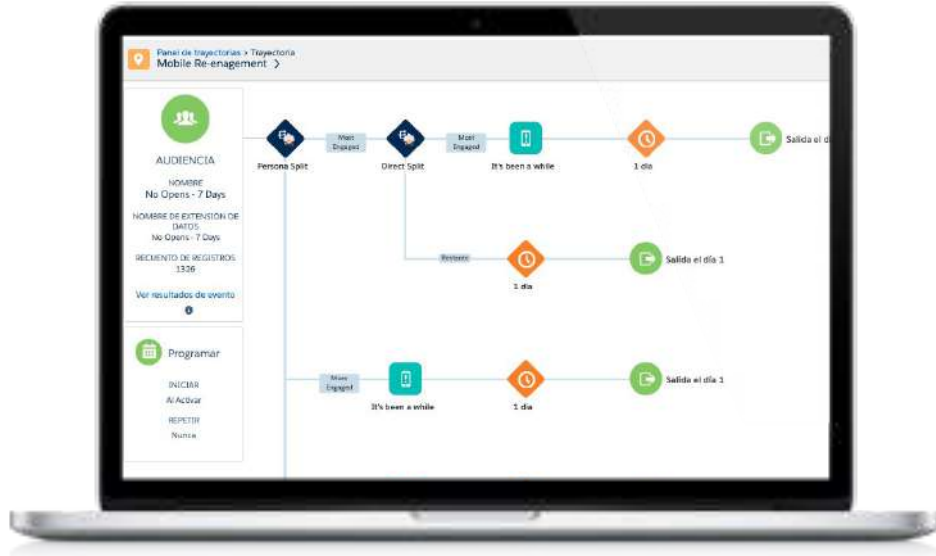 Panel de trayectorias > Trayectoria
Mobile Re-enagement >
AUDIENCIA
NOMBRE
No Opens - 7 Days
NOMBRE DE EXTENSIÓN DE
DATOS
No Opens - 7 Days
RECUENTO DE REGISTROS
1326
Ver resultados de evento
Programar
INICIAR
Al Activar
REPETIR
Nunca
Persona Split
Most
Engaged
Direct Split
Most
Engaged
It's been a while
1 día
Salida el d
1 día
Salida el día 1
Most
Engaged
It's been a while
1 día
Salida el día 1